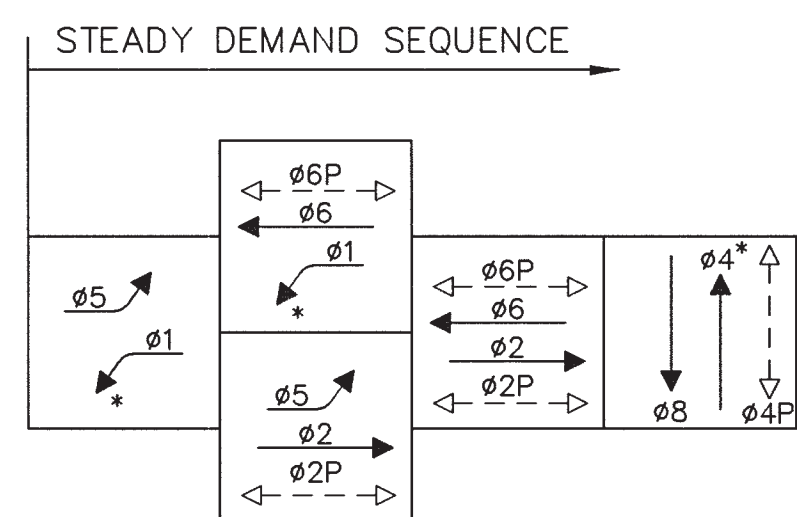 STEADY DEMAND SEQUENCE
ø5
ø1
*
ø6P
ø6
ø1
*
ø5
ø2
ø2P
ø6P
ø6
ø2
ø2P
ø4*
ø8
ø4P